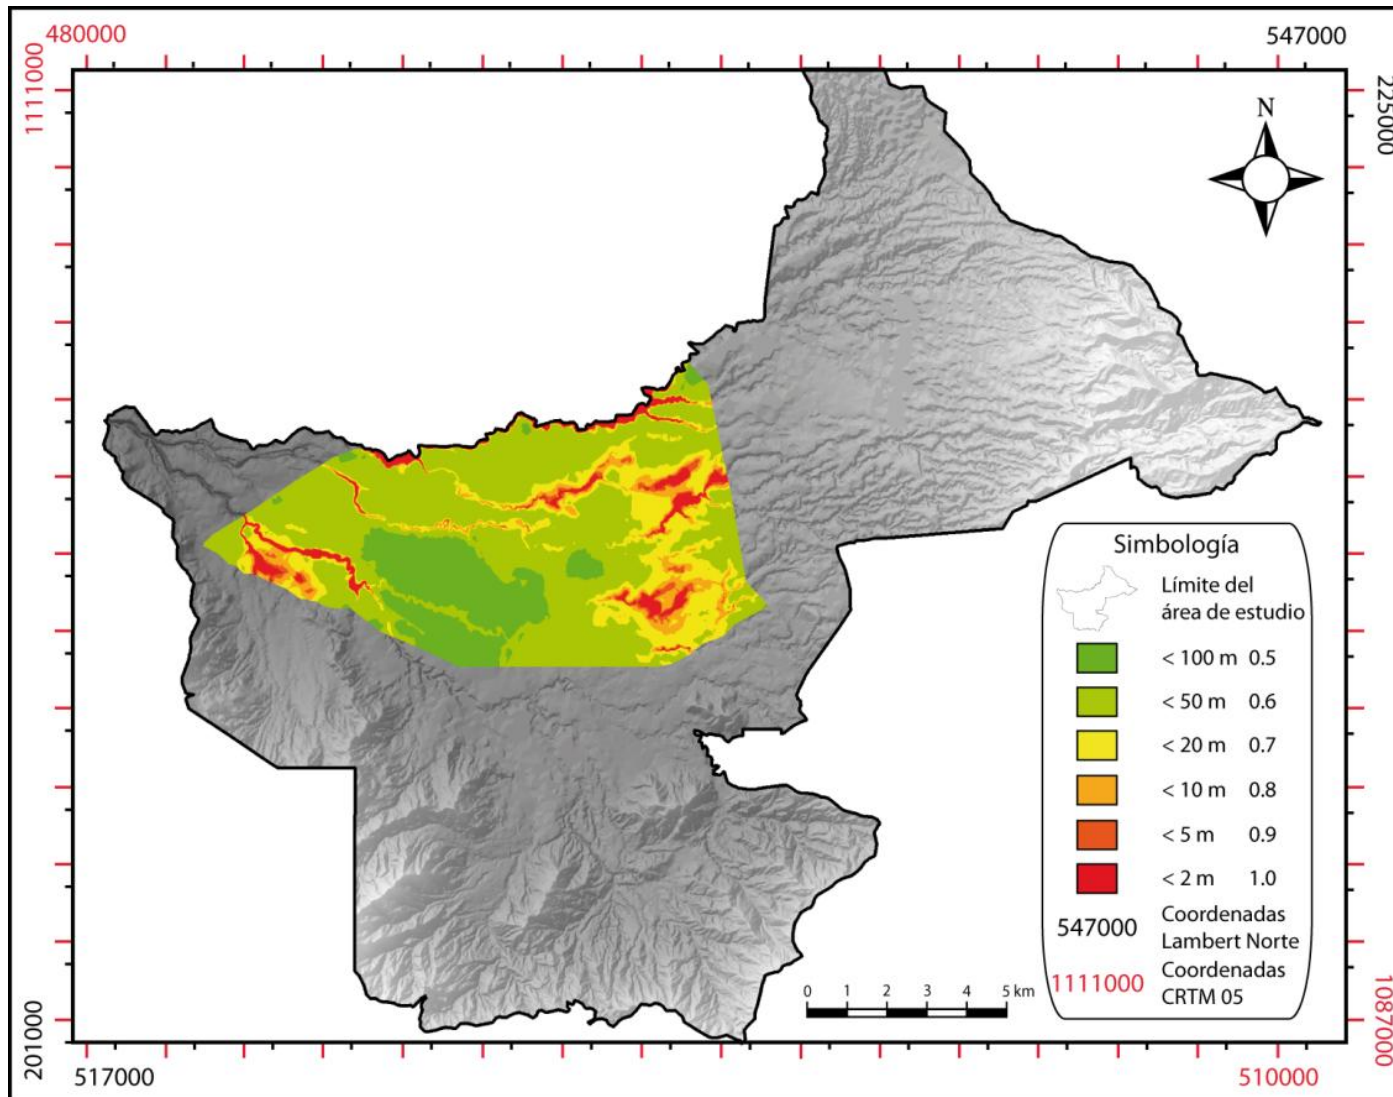 480000
547000
1111000
225000
N
Simbología
Límite del
área de estudio
< 100 m 0.5
< 50 m 0.6
< 20 m 0.7
< 10 m 0.8
< 5 m 0.9
< 2 m 1.0
547000 Coordenadas
Lambert Norte
1111000 Coordenadas
CRTM 05
0 1 2 3 4 5 km
201000
1087000
517000
510000